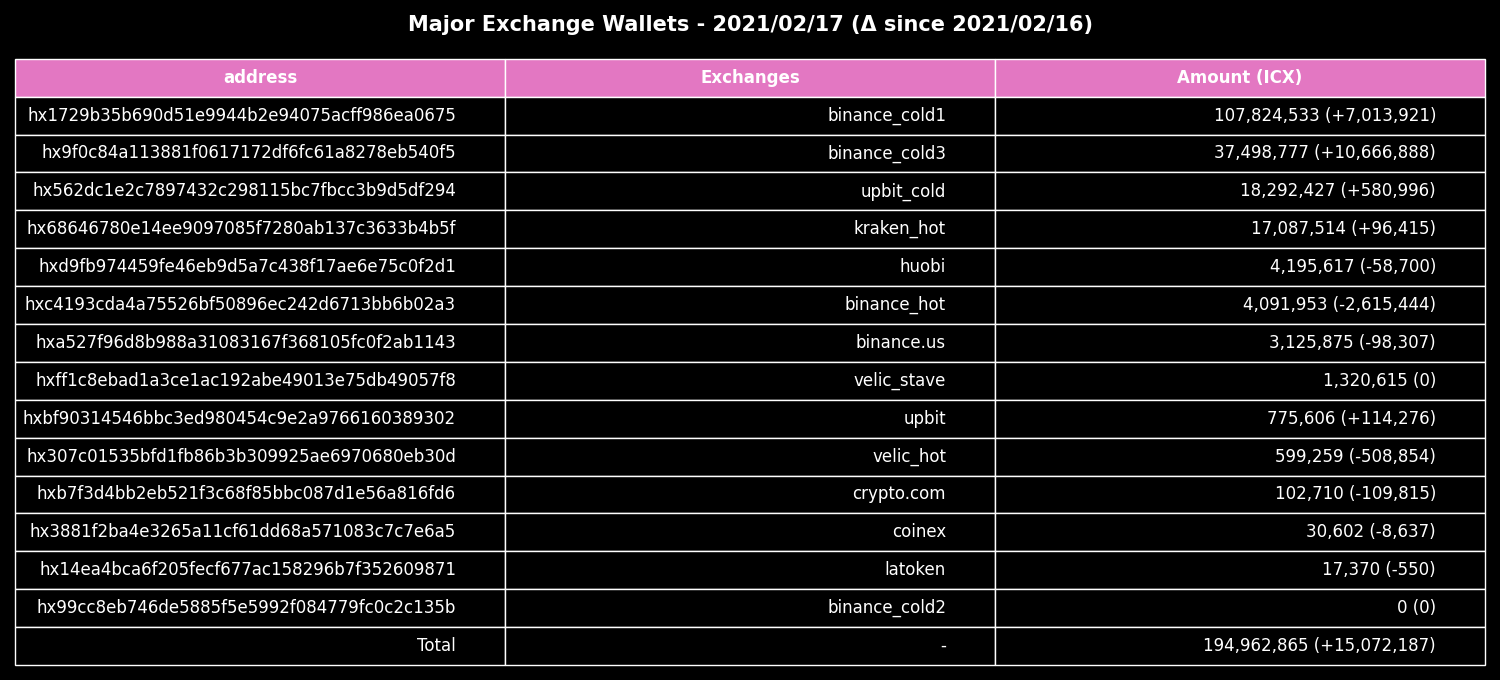 Major Exchange Wallets - 2021/02/17 (Δ since 2021/02/16)
address Exchanges Amount (ICX)
hx1729b35b690d51e9944b2e94075acff986ea0675 binance_cold1 107,824,533 (+7,013,921)
hx9f0c84a113881f0617172df6fc61a8278eb540f5 binance_cold3 37,498,777 (+10,666,888)
hx562dc1e2c7897432c298115bc7fbcc3b9d5df294 upbit_cold 18,292,427 (+580,996)
hx68646780e14ee9097085f7280ab137c3633b4b5f kraken_hot 17,087,514 (+96,415)
hxd9fb974459fe46eb9d5a7c438f17ae6e75c0f2d1 huobi 4,195,617 (-58,700)
hxc4193cda4a75526bf50896ec242d6713bb6b02a3 binance_hot 4,091,953 (-2,615,444)
hxa527f96d8b988a31083167f368105fc0f2ab1143 binance.us 3,125,875 (-98,307)
hxff1c8ebad1a3ce1ac192abe49013e75db49057f8 velic_stave 1,320,615 (0)
hxbf90314546bbc3ed980454c9e2a9766160389302 upbit 775,606 (+114,276)
hx307c01535bfd1fb86b3b309925ae6970680eb30d velic_hot 599,259 (-508,854)
hxb7f3d4bb2eb521f3c68f85bbc087d1e56a816fd6 crypto.com 102,710 (-109,815)
hx3881f2ba4e3265a11cf61dd68a571083c7c7e6a5 coinex 30,602 (-8,637)
hx14ea4bca6f205fecf677ac158296b7f352609871 latoken 17,370 (-550)
hx99cc8eb746de5885f5e5992f084779fc0c2c135b binance_cold2 0 (0)
Total - 194,962,865 (+15,072,187)